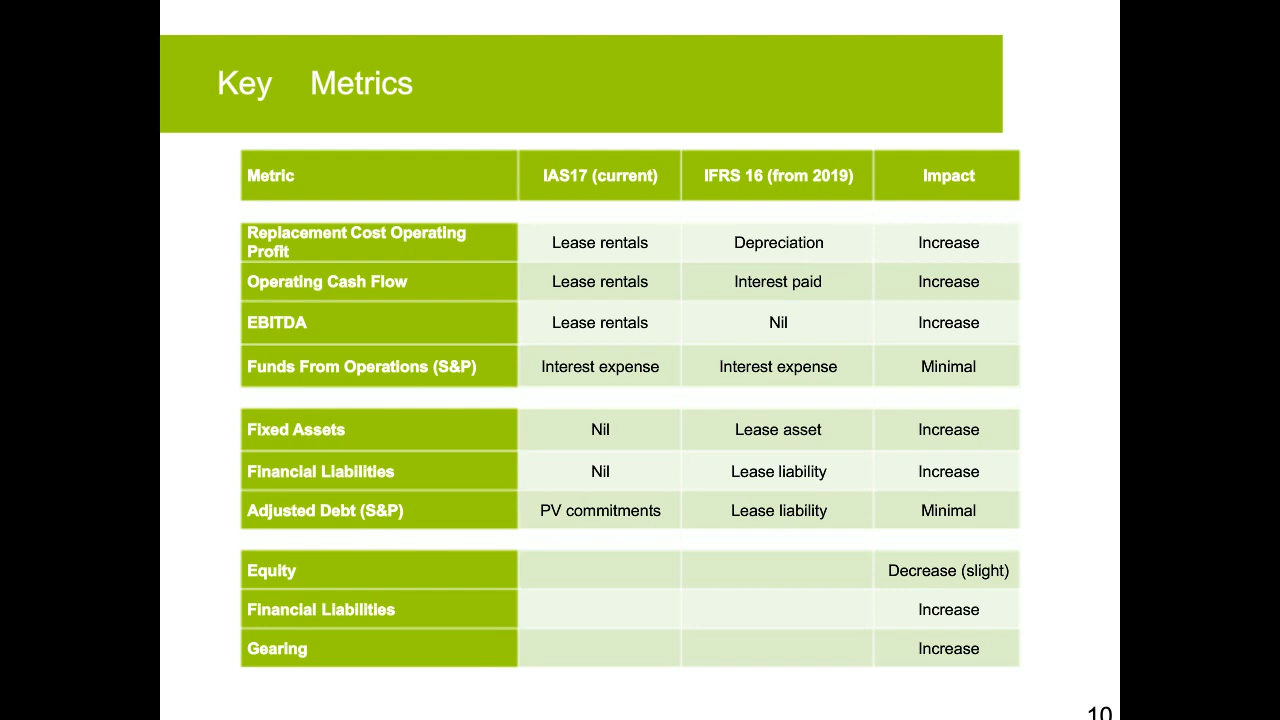 Key Metrics
Metric IAS17 (current) IFRS 16 (from 2019) Impact
Replacement Cost Operating
Profit Lease rentals Depreciation Increase
Operating Cash Flow Lease rentals Interest paid Increase
EBITDA Lease rentals Nil Increase
Funds From Operations (S&P) Interest expense Interest expense Minimal
Fixed Assets Nil Lease asset Increase
Financial Liabilities Nil Lease liability Increase
Adjusted Debt (S&P) PV commitments Lease liability Minimal
Equity Decrease (slight)
Financial Liabilities Increase
Gearing Increase
10